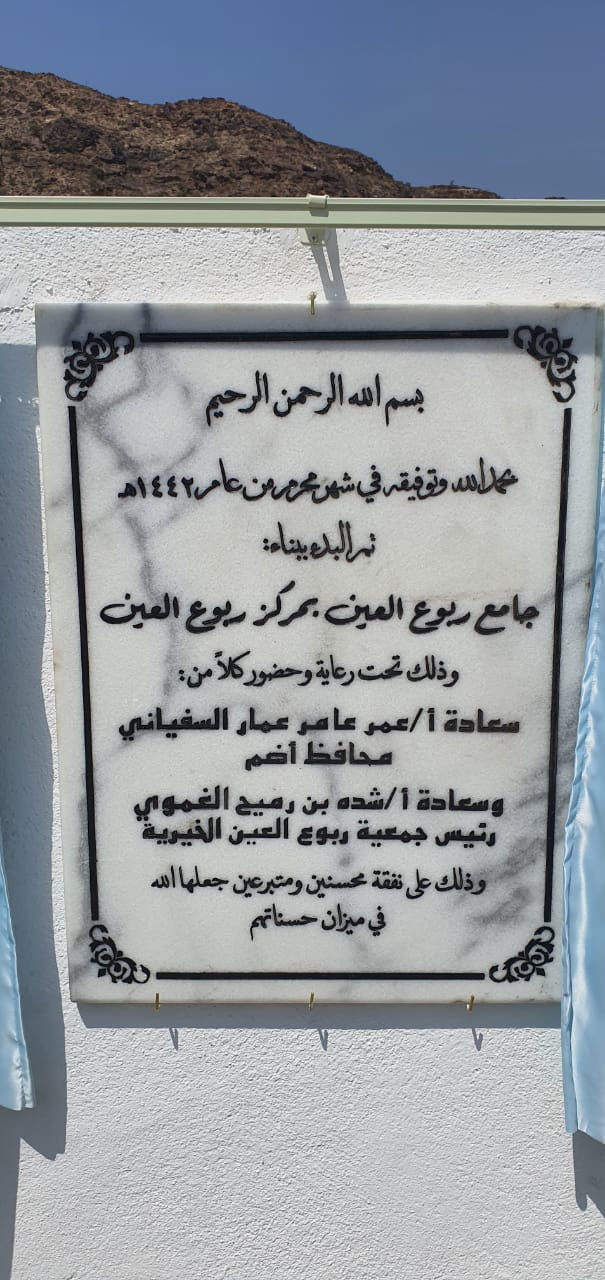 بسم الله الرحمن الرحيم
بحمد الله وتوفيقه في شهر محرم من عام ١٤٤٢هـ
تم البدء ببناء:
جامع ربوع العين بمركز ربوع العين
وذلك تحت رعاية وحضور كلاً من:
سعادة أ/عمر عامر عمار السفياني
محافظ أضم
وسعادة أ/شده بن رميح الغموي
رئيس جمعية ربوع العين الخيرية
وذلك على نفقة محسنين ومتبرعين جعلها الله
في ميزان حسناتهم